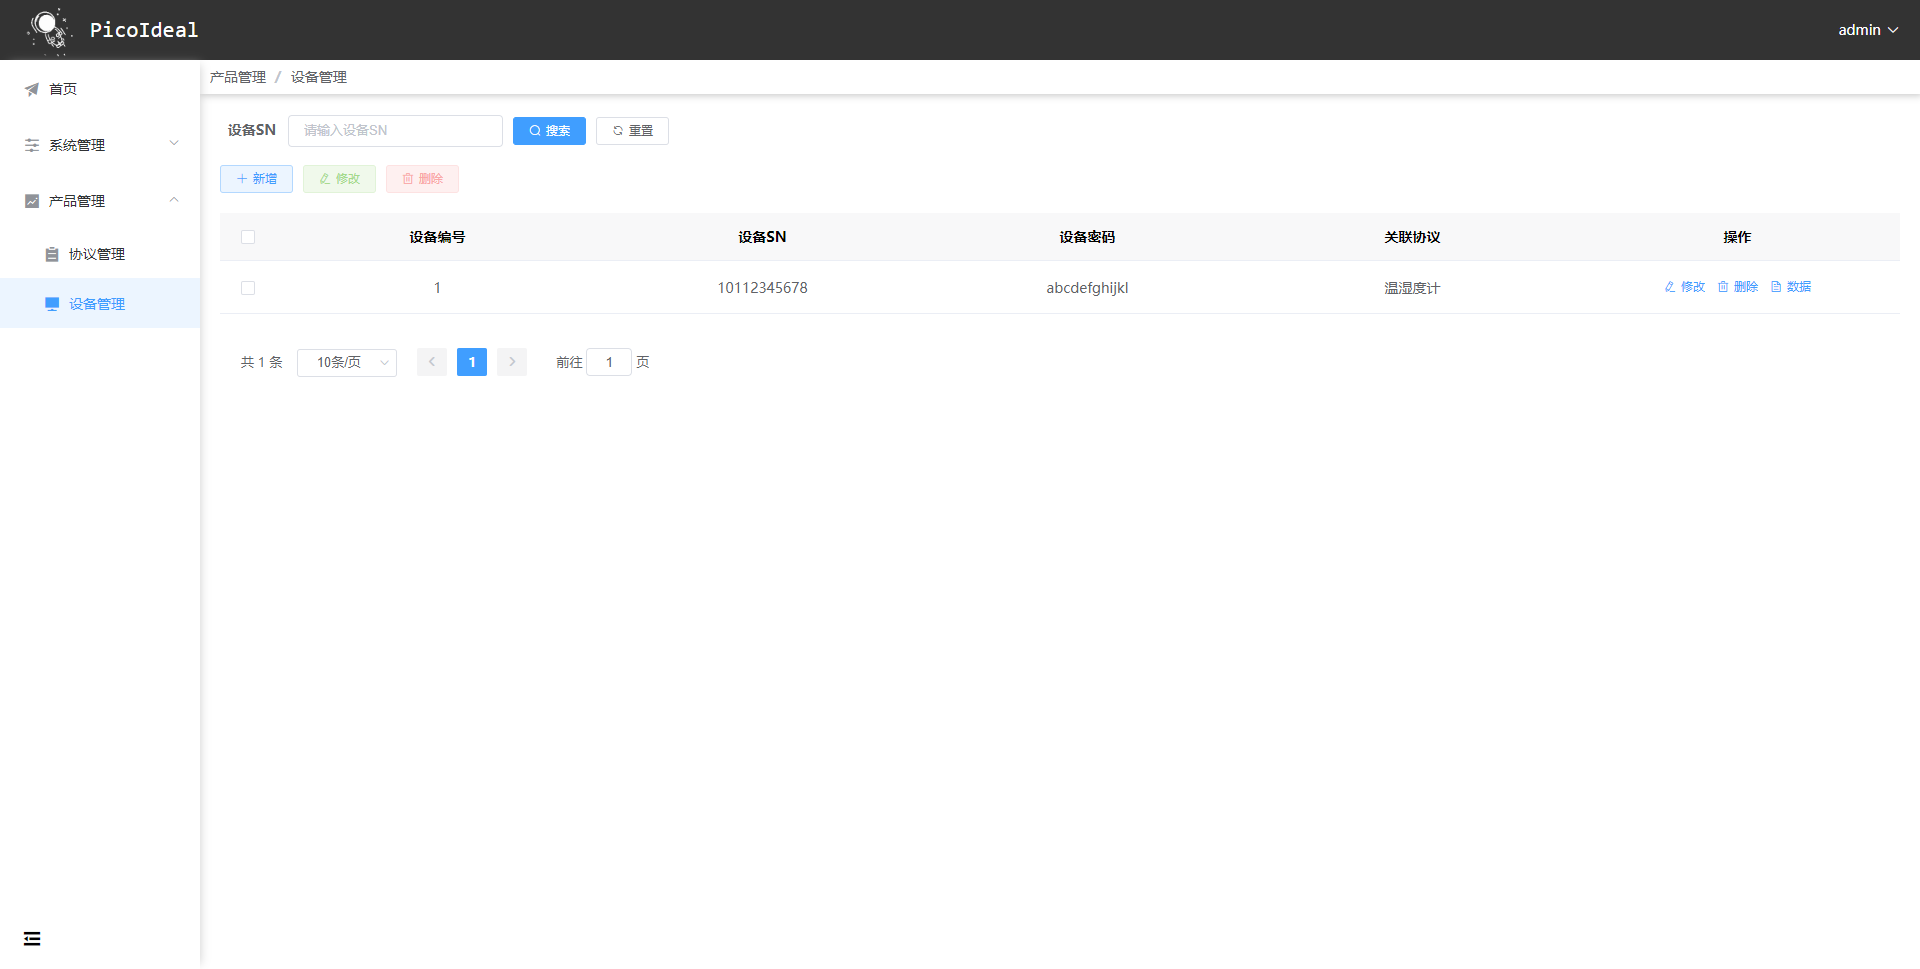 PicoIdeal
admin
首页
系统管理
产品管理
协议管理
设备管理
产品管理 / 设备管理
设备SN 请输入设备SN 搜索 重置
新增 修改 删除
设备编号 设备SN 设备密码 关联协议 操作
1 10112345678 abcdefghijkl 温湿度计 修改 删除 数据
共 1 条 10条/页 1 前往 1 页